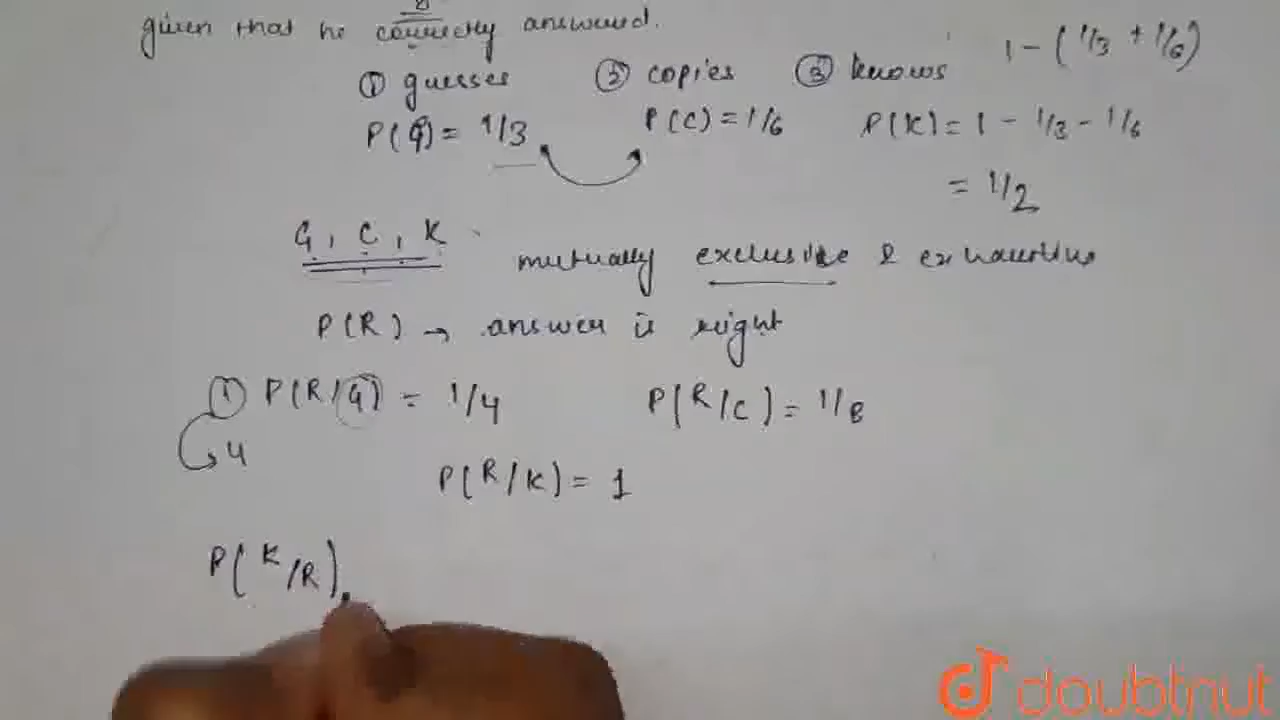 given that he correctly answered.
① guesses ② copies ③ knows 1 - (1/3 + 1/6)
P(G) = 1/3 P(C) = 1/6 P(K) = 1 - 1/3 - 1/6
= 1/2
G, C, K mutually exclusive & exhaustive
P(R) → answer is right
① P(R/G) = 1/4 P(R/C) = 1/8
4
P(R/K) = 1
P(K/R)
doubtnut